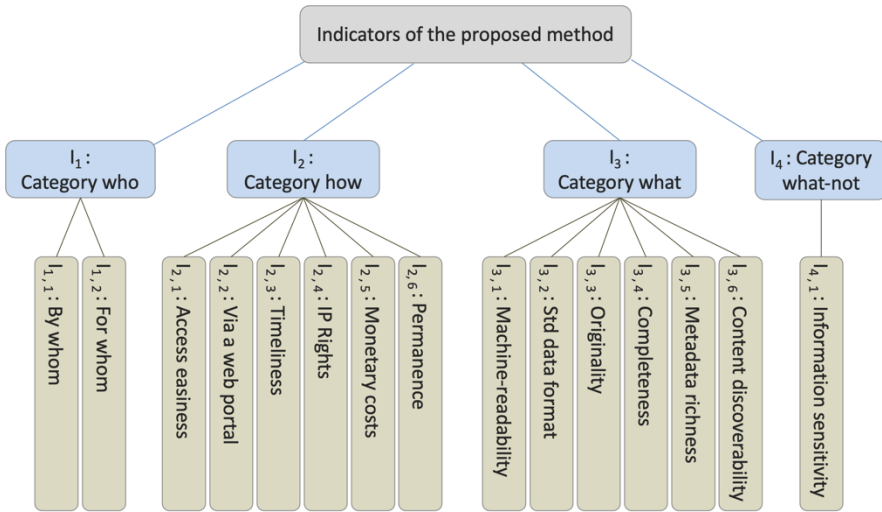 Indicators of the proposed method
I₁ :
Category who
I₂ :
Category how
I₃ :
Category what
I₄ : Category
what-not
I₁,₁ : By whom
I₁,₂ : For whom
I₂,₁ : Access easiness
I₂,₂ : Via a web portal
I₂,₃ : Timeliness
I₂,₄ : IP Rights
I₂,₅ : Monetary costs
I₂,₆ : Permanence
I₃,₁ : Machine-readability
I₃,₂ : Std data format
I₃,₃ : Originality
I₃,₄ : Completeness
I₃,₅ : Metadata richness
I₃,₆ : Content discoverability
I₄,₁ : Information sensitivity